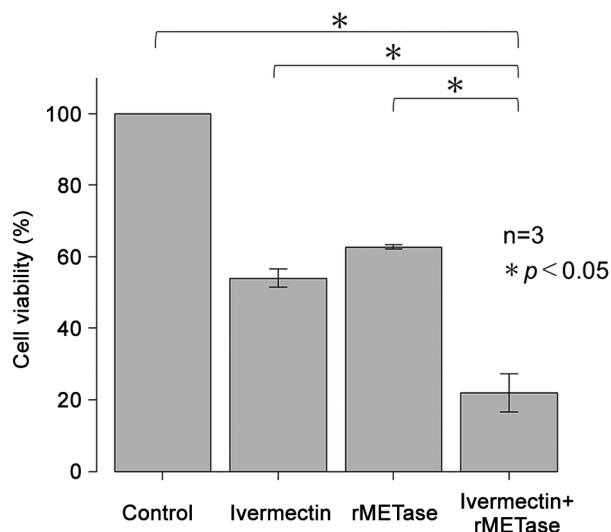 *
*
*
100
80
60
40
20
0
Cell viability (%)
n=3
* p < 0.05
Control
Ivermectin
rMETase
Ivermectin+
rMETase